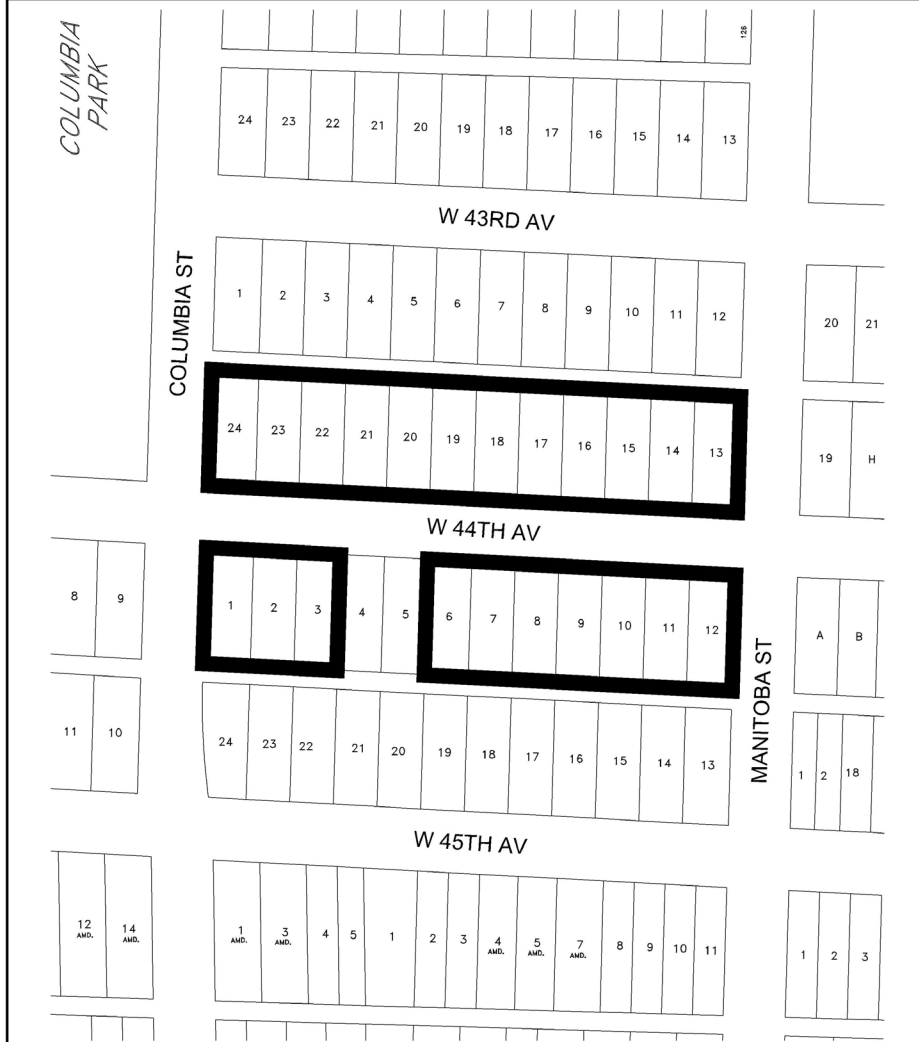 COLUMBIA
PARK
126
24 23 22 21 20 19 18 17 16 15 14 13
W 43RD AV
COLUMBIA ST
1 2 3 4 5 6 7 8 9 10 11 12
20 21
24 23 22 21 20 19 18 17 16 15 14 13
19 H
W 44TH AV
8 9
1 2 3 4 5 6 7 8 9 10 11 12
A B
MANITOBA ST
11 10
24 23 22 21 20 19 18 17 16 15 14 13
1 2 18
W 45TH AV
12 AMD. 14 AMD.
1 AMD. 3 AMD. 4 5 1 2 3 4 AMD. 5 AMD. 7 AMD. 8 9 10 11
1 2 3